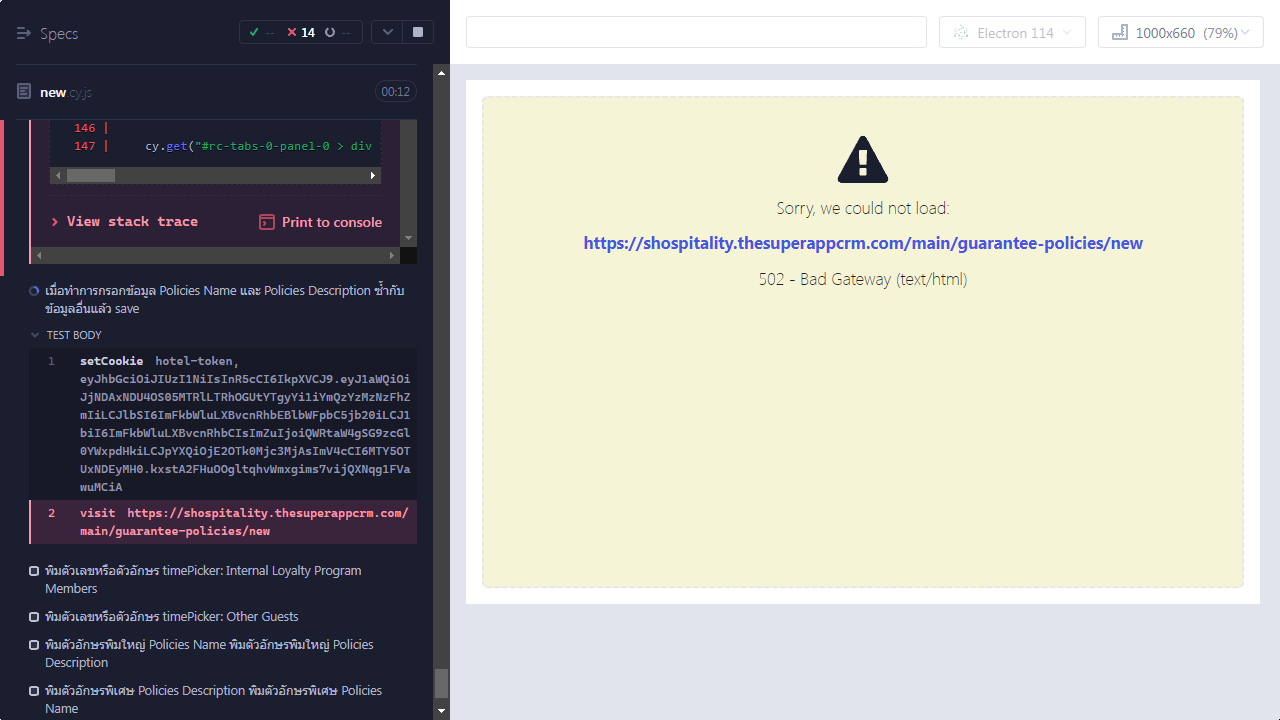 Specs
-- 14 --
Electron 114
1000x660 (79%)
new cy.js
00:12
146 |
147 | cy.get("#rc-tabs-0-panel-0 > div
View stack trace
Print to console
เมื่อทำการกรอกข้อมูล Policies Name และ Policies Description ซ้ำกับ
ข้อมูลอื่นแล้ว save
TEST BODY
1 setCookie hotel-token,
eyJhbGciOiJIUzI1NiIsInR5cCI6IkpXVCJ9.eyJ1aWQiOi
JjNDAxNDU4OS05MTRlLTRhOGUtYTgyYi1iYmQzYzMzNzFhZ
mIiLCJlbSI6ImFkbWluLXBvcnRhbEBlbWFpbC5jb20iLCJ1
biI6ImFkbWluLXBvcnRhbCIsImZuIjoiQWRtaW4gSG9zcGl
0YWxpdHkiLCJpYXQiOjE2OTk0Mjc3MjAsImV4cCI6MTY5OT
UxNDEyMH0.kxstA2FHuOOgltqhvWmxgims7vijQXNqg1FVa
wuMCiA
2 visit https://shospitality.thesuperappcrm.com/
main/guarantee-policies/new
พิมตัวเลขหรือตัวอักษร timePicker: Internal Loyalty Program
Members
พิมตัวเลขหรือตัวอักษร timePicker: Other Guests
พิมตัวอักษรพิมใหญ่ Policies Name พิมตัวอักษรพิมใหญ่ Policies
Description
พิมตัวอักษรพิเศษ Policies Description พิมตัวอักษรพิเศษ Policies
Name
Sorry, we could not load:
https://shospitality.thesuperappcrm.com/main/guarantee-policies/new
502 - Bad Gateway (text/html)